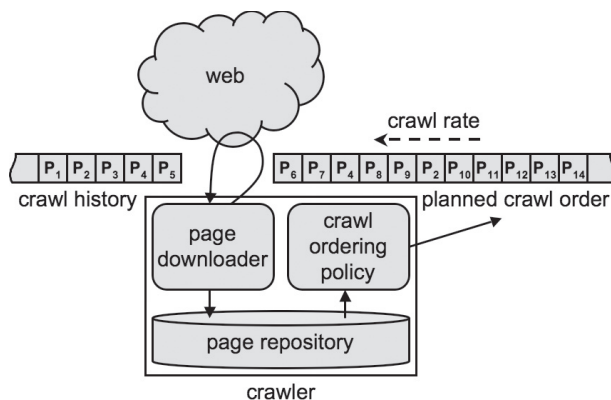 web
crawl rate
P₁ P₂ P₃ P₄ P₅
P₆ P₇ P₄ P₈ P₉ P₂ P₁₀ P₁₁ P₁₂ P₁₃ P₁₄
crawl history
planned crawl order
page
downloader
crawl
ordering
policy
page repository
crawler